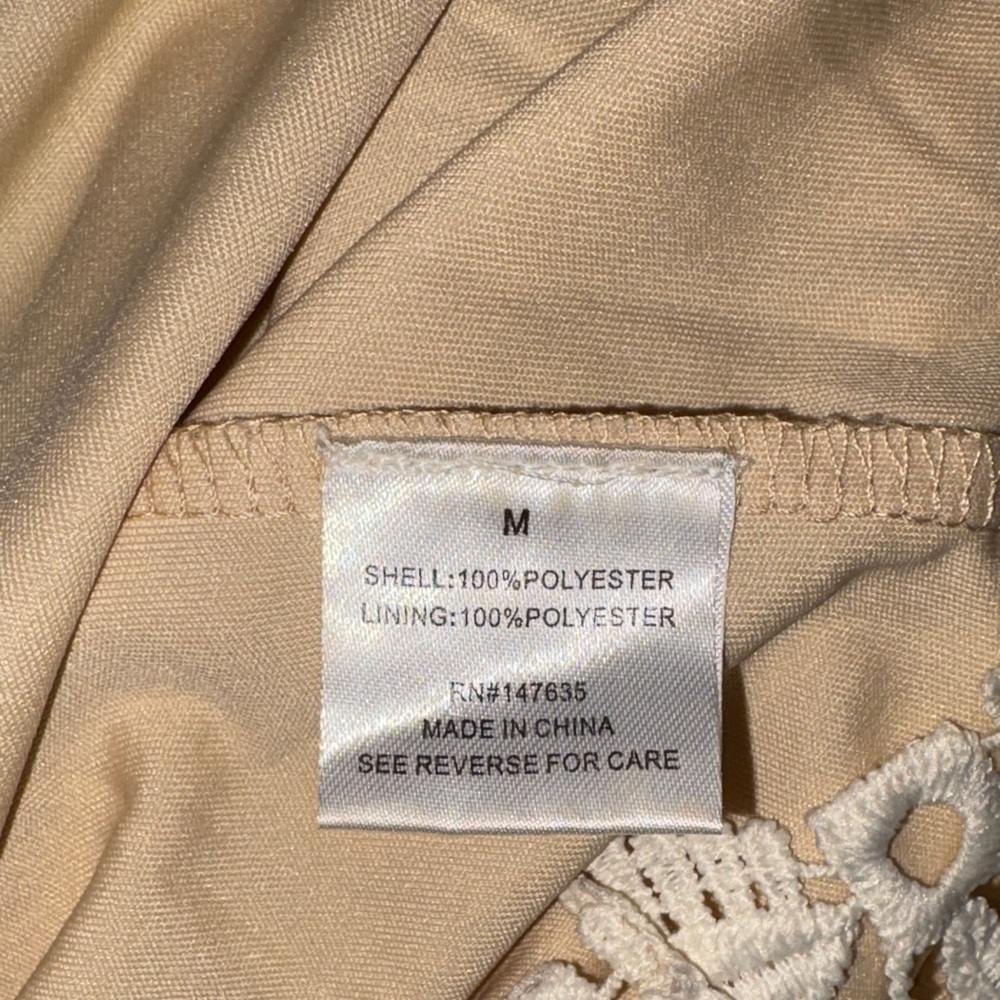 M
SHELL:100%POLYESTER
LINING:100%POLYESTER
RN#147635
MADE IN CHINA
SEE REVERSE FOR CARE